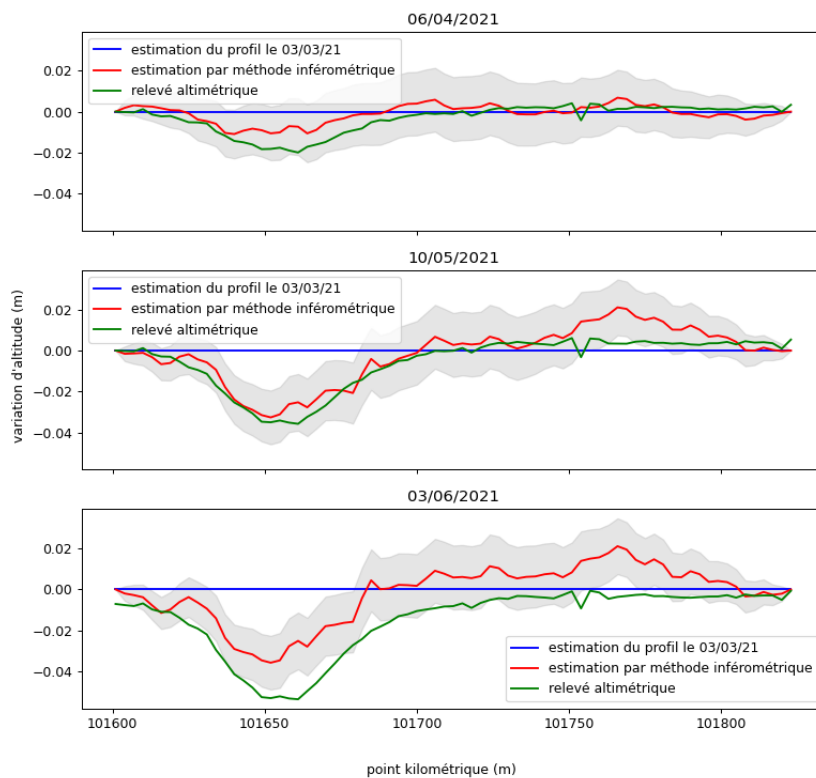 06/04/2021
0.02
0.00
−0.02
−0.04
estimation du profil le 03/03/21
estimation par méthode inférométrique
relevé altimétrique
10/05/2021
variation d'altitude (m)
0.02
0.00
−0.02
−0.04
estimation du profil le 03/03/21
estimation par méthode inférométrique
relevé altimétrique
03/06/2021
0.02
0.00
−0.02
−0.04
estimation du profil le 03/03/21
estimation par méthode inférométrique
relevé altimétrique
101600 101650 101700 101750 101800
point kilométrique (m)